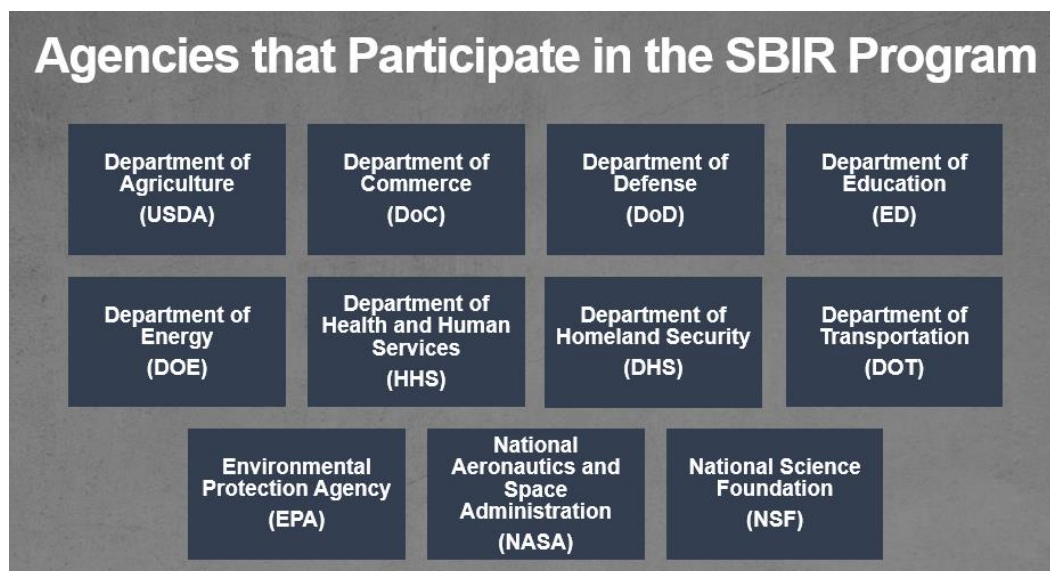 Agencies that Participate in the SBIR Program
Department of
Agriculture
(USDA)
Department of
Commerce
(DoC)
Department of
Defense
(DoD)
Department of
Education
(ED)
Department of
Energy
(DOE)
Department of
Health and Human
Services
(HHS)
Department of
Homeland Security
(DHS)
Department of
Transportation
(DOT)
Environmental
Protection Agency
(EPA)
National
Aeronautics and
Space
Administration
(NASA)
National Science
Foundation
(NSF)